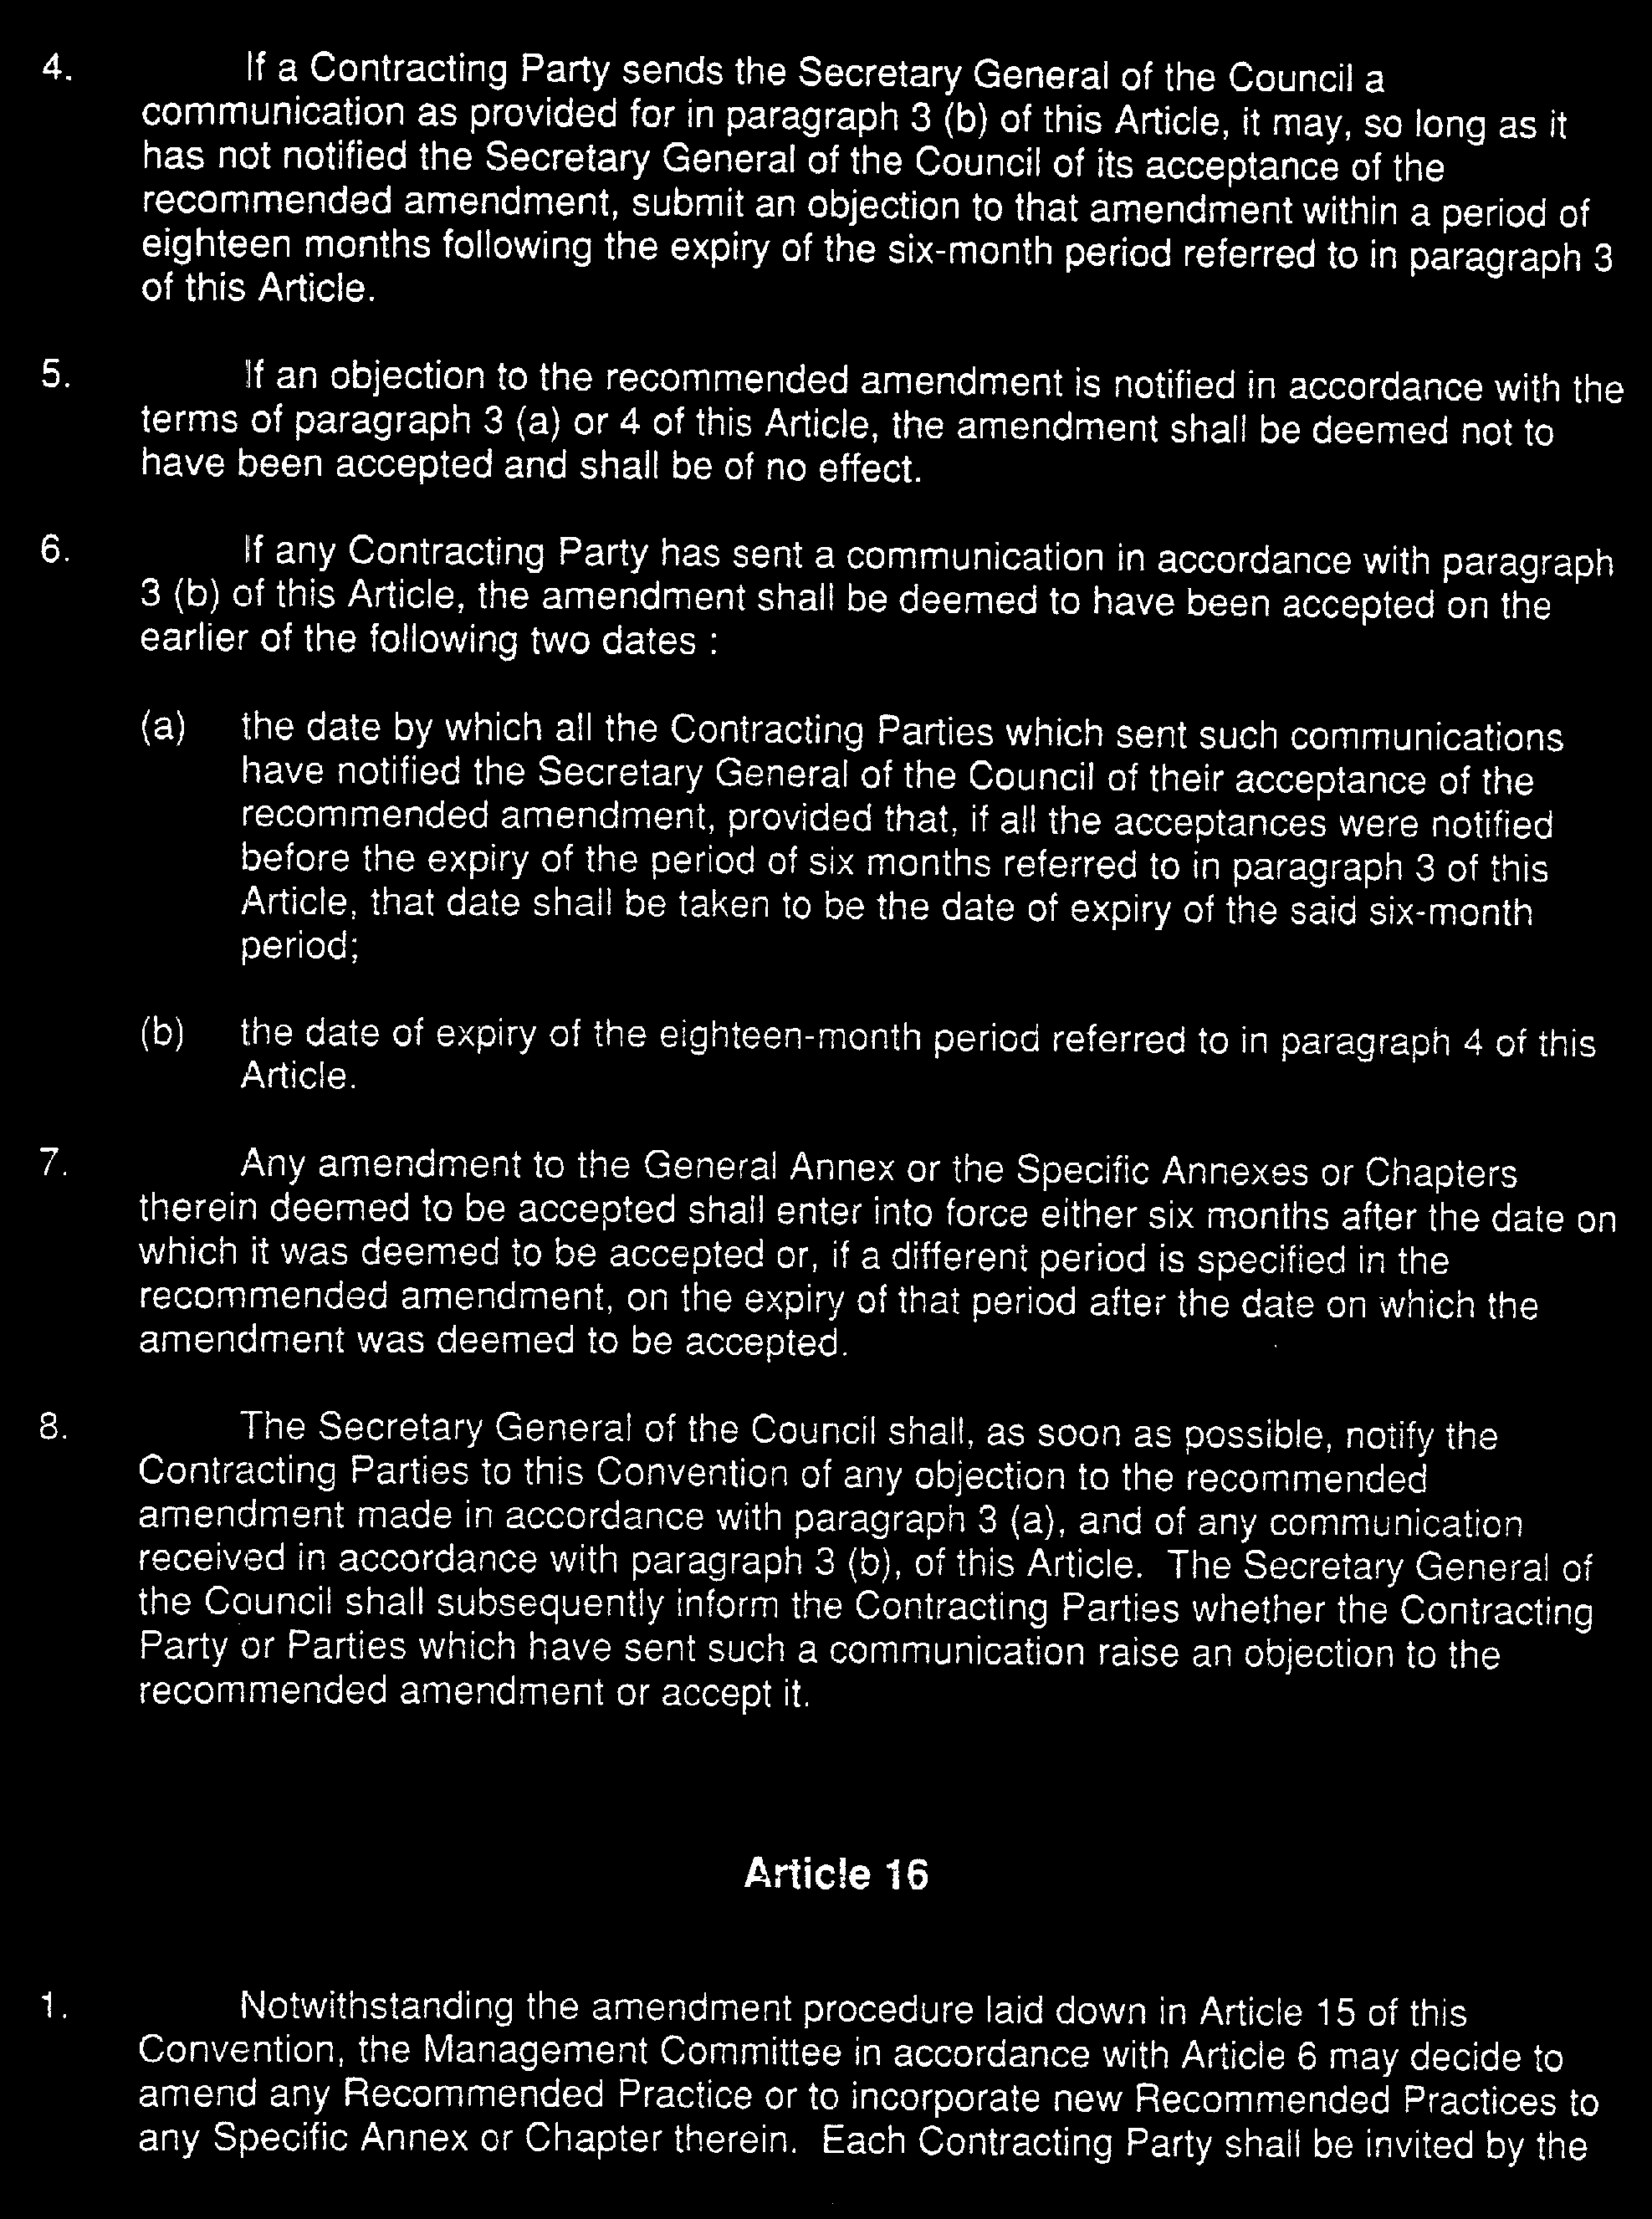 4. If a Contracting Party sends the Secretary General of the Council a
communication as provided for in paragraph 3 (b) of this Article, it may, so long as it
has not notified the Secretary General of the Council of its acceptance of the
recommended amendment, submit an objection to that amendment within a period of
eighteen months following the expiry of the six-month period referred to in paragraph 3
of this Article.
5. If an objection to the recommended amendment is notified in accordance with the
terms of paragraph 3 (a) or 4 of this Article, the amendment shall be deemed not to
have been accepted and shall be of no effect.
6. If any Contracting Party has sent a communication in accordance with paragraph
3 (b) of this Article, the amendment shall be deemed to have been accepted on the
earlier of the following two dates :
(a) the date by which all the Contracting Parties which sent such communications
have notified the Secretary General of the Council of their acceptance of the
recommended amendment, provided that, if all the acceptances were notified
before the expiry of the period of six months referred to in paragraph 3 of this
Article, that date shall be taken to be the date of expiry of the said six-month
period;
(b) the date of expiry of the eighteen-month period referred to in paragraph 4 of this
Article.
7. Any amendment to the General Annex or the Specific Annexes or Chapters
therein deemed to be accepted shall enter into force either six months after the date on
which it was deemed to be accepted or, if a different period is specified in the
recommended amendment, on the expiry of that period after the date on which the
amendment was deemed to be accepted.
8. The Secretary General of the Council shall, as soon as possible, notify the
Contracting Parties to this Convention of any objection to the recommended
amendment made in accordance with paragraph 3 (a), and of any communication
received in accordance with paragraph 3 (b), of this Article. The Secretary General of
the Council shall subsequently inform the Contracting Parties whether the Contracting
Party or Parties which have sent such a communication raise an objection to the
recommended amendment or accept it.
Article 16
1. Notwithstanding the amendment procedure laid down in Article 15 of this
Convention, the Management Committee in accordance with Article 6 may decide to
amend any Recommended Practice or to incorporate new Recommended Practices to
any Specific Annex or Chapter therein. Each Contracting Party shall be invited by the